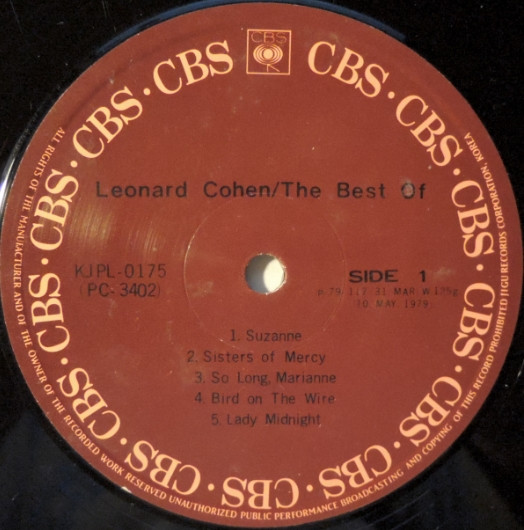 CBS
CBS · CBS · CBS · CBS · CBS · CBS · CBS · CBS · CBS · CBS · CBS · CBS · CBS · CBS
Leonard Cohen/The Best Of
KJPL-0175
(PC-3402)
SIDE 1
10 MAY 1979
1. Suzanne
2. Sisters of Mercy
3. So Long, Marianne
4. Bird on The Wire
5. Lady Midnight
ALL RIGHTS OF THE MANUFACTURER AND OF THE OWNER OF THE RECORDED WORK RESERVED UNAUTHORIZED PUBLIC PERFORMANCE BROADCASTING AND COPYING OF THIS RECORD PROHIBITED JIGU RECORDS CORPORATION, KOREA